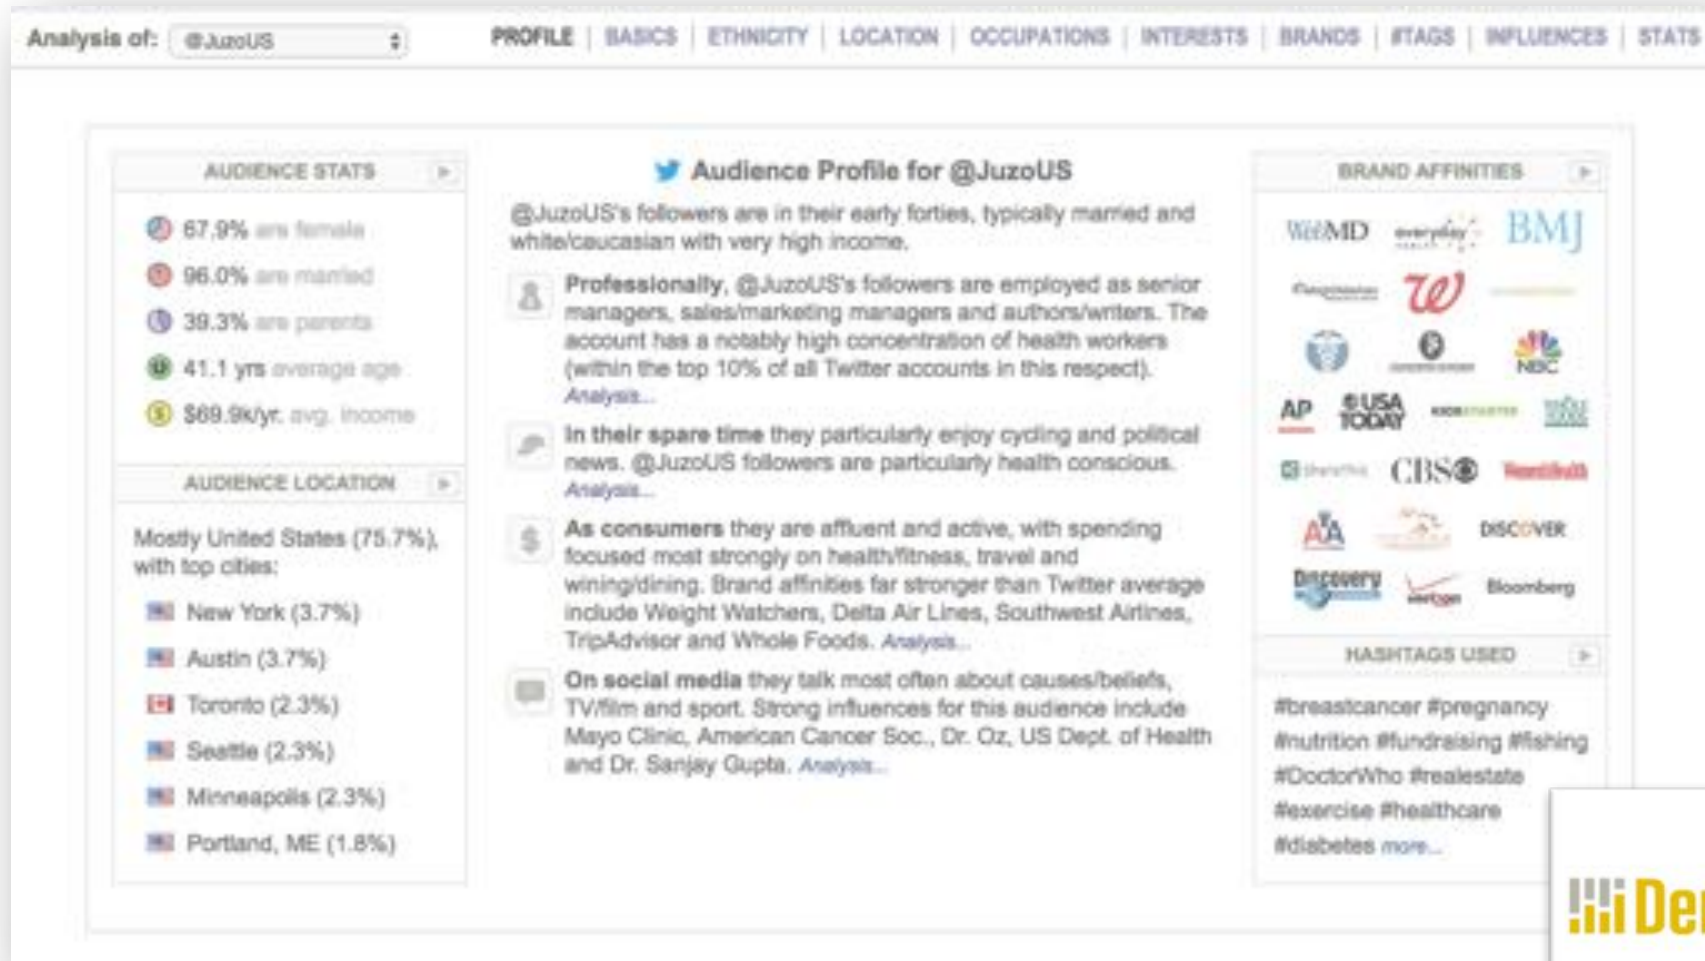 Analysis of: @JuzoUS
PROFILE | BASICS | ETHNICITY | LOCATION | OCCUPATIONS | INTERESTS | BRANDS | #TAGS | INFLUENCES | STATS
AUDIENCE STATS
67.9% are female
96.0% are married
39.3% are parents
41.1 yrs average age
$69.9k/yr. avg. income
AUDIENCE LOCATION
Mostly United States (75.7%),
with top cities:
New York (3.7%)
Austin (3.7%)
Toronto (2.3%)
Seattle (2.3%)
Minneapolis (2.3%)
Portland, ME (1.8%)
Audience Profile for @JuzoUS
@JuzoUS's followers are in their early forties, typically married and
white/caucasian with very high income.
Professionally, @JuzoUS's followers are employed as senior
managers, sales/marketing managers and authors/writers. The
account has a notably high concentration of health workers
(within the top 10% of all Twitter accounts in this respect).
Analysis...
In their spare time they particularly enjoy cycling and political
news. @JuzoUS followers are particularly health conscious.
Analysis...
As consumers they are affluent and active, with spending
focused most strongly on health/fitness, travel and
wining/dining. Brand affinities far stronger than Twitter average
include Weight Watchers, Delta Air Lines, Southwest Airlines,
TripAdvisor and Whole Foods. Analysis...
On social media they talk most often about causes/beliefs,
TV/film and sport. Strong influences for this audience include
Mayo Clinic, American Cancer Soc., Dr. Oz, US Dept. of Health
and Dr. Sanjay Gupta. Analysis...
BRAND AFFINITIES
WebMD everyday BMJ
W
NBC
AP USA TODAY KICKSTARTER
sharethis CBS Women'sHealth
AA DISCOVER
Discovery verizon Bloomberg
HASHTAGS USED
#breastcancer #pregnancy
#nutrition #fundraising #fishing
#DoctorWho #realestate
#exercise #healthcare
#diabetes more...
De